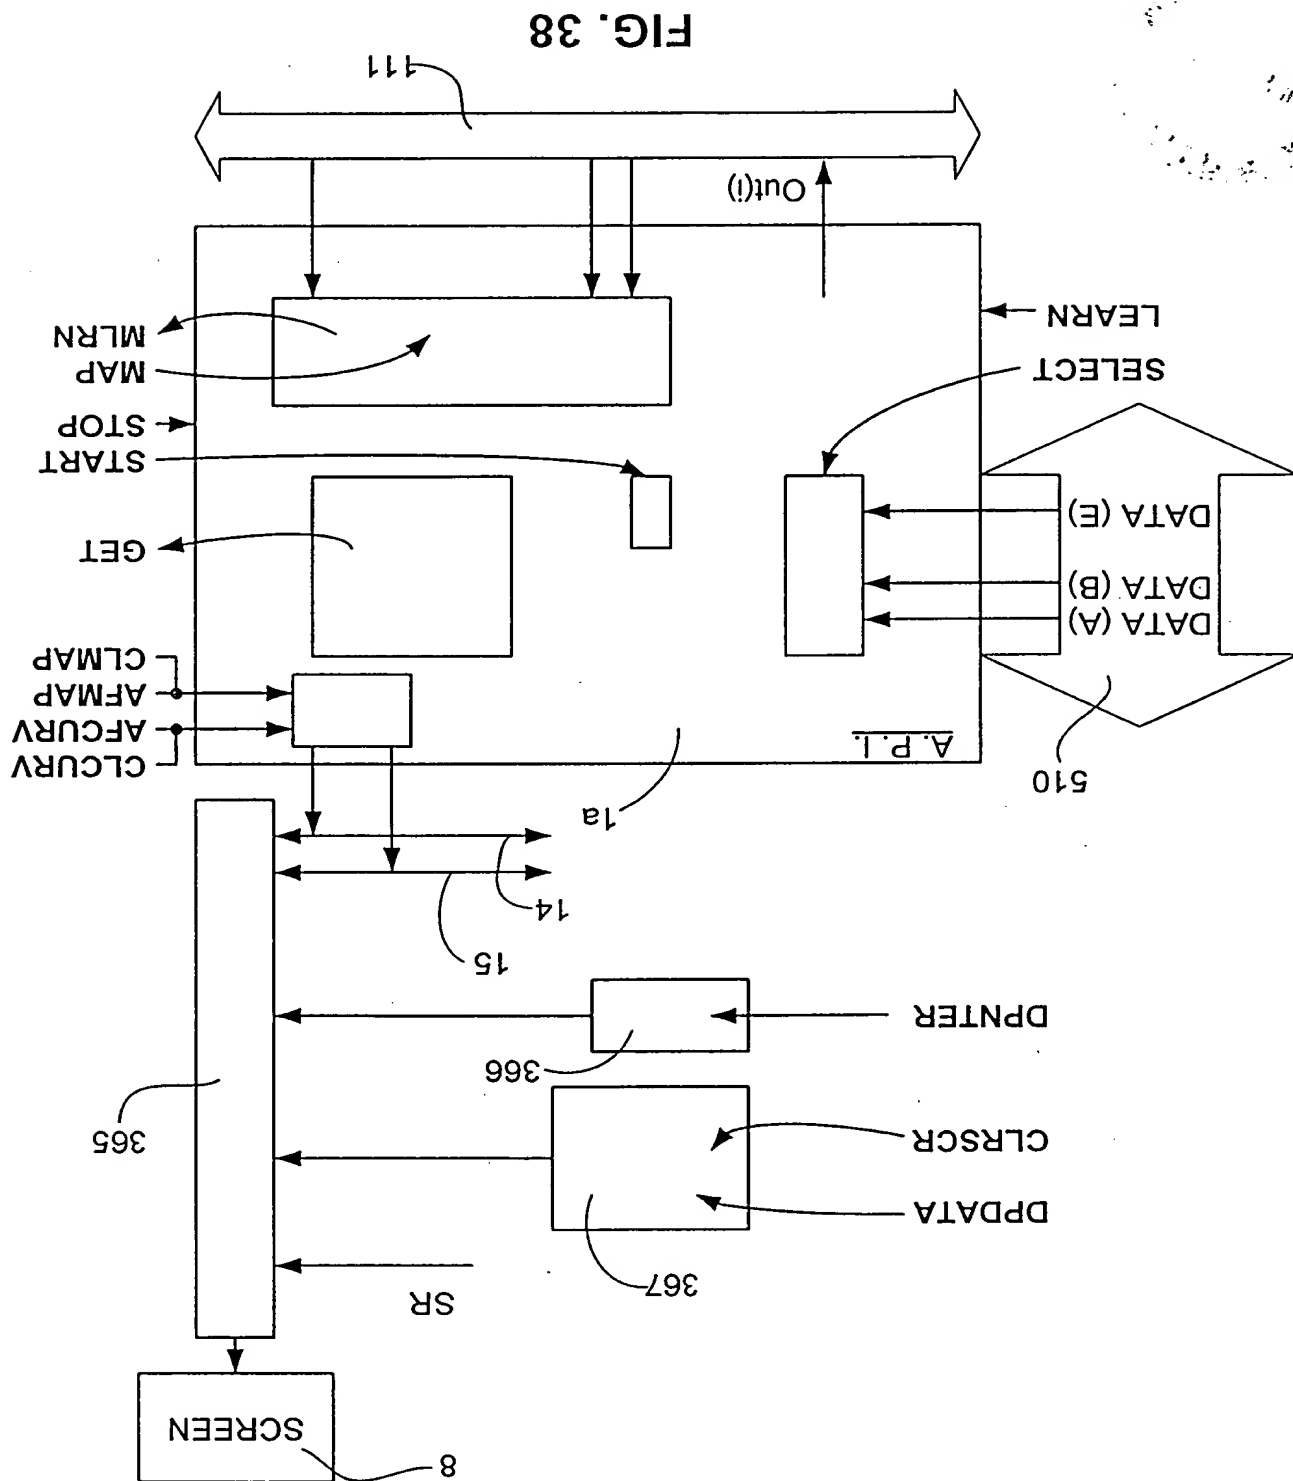 8
SCREEN
SR
367
DPDATA
CLRSCR
365
366
DPNTER
15
14
1a
510
A.P.I.
CLCURV
AFCURV
AFMAP
CLMAP
DATA (A)
DATA (B)
DATA (E)
GET
START
STOP
SELECT
MAP
LEARN
MLRN
Out(i)
111
FIG. 38